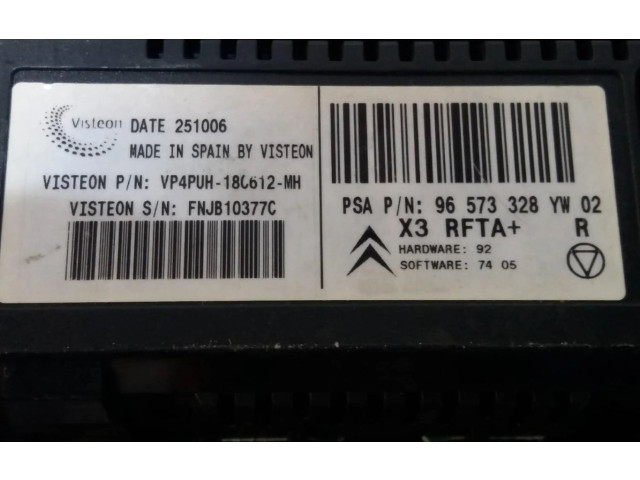 Visteon DATE 251006
MADE IN SPAIN BY VISTEON
VISTEON P/N: VP4PUH-18C612-MH
VISTEON S/N: FNJB10377C
PSA P/N: 96 573 328 YW 02
X3 RFTA+ R
HARDWARE: 92
SOFTWARE: 74 05